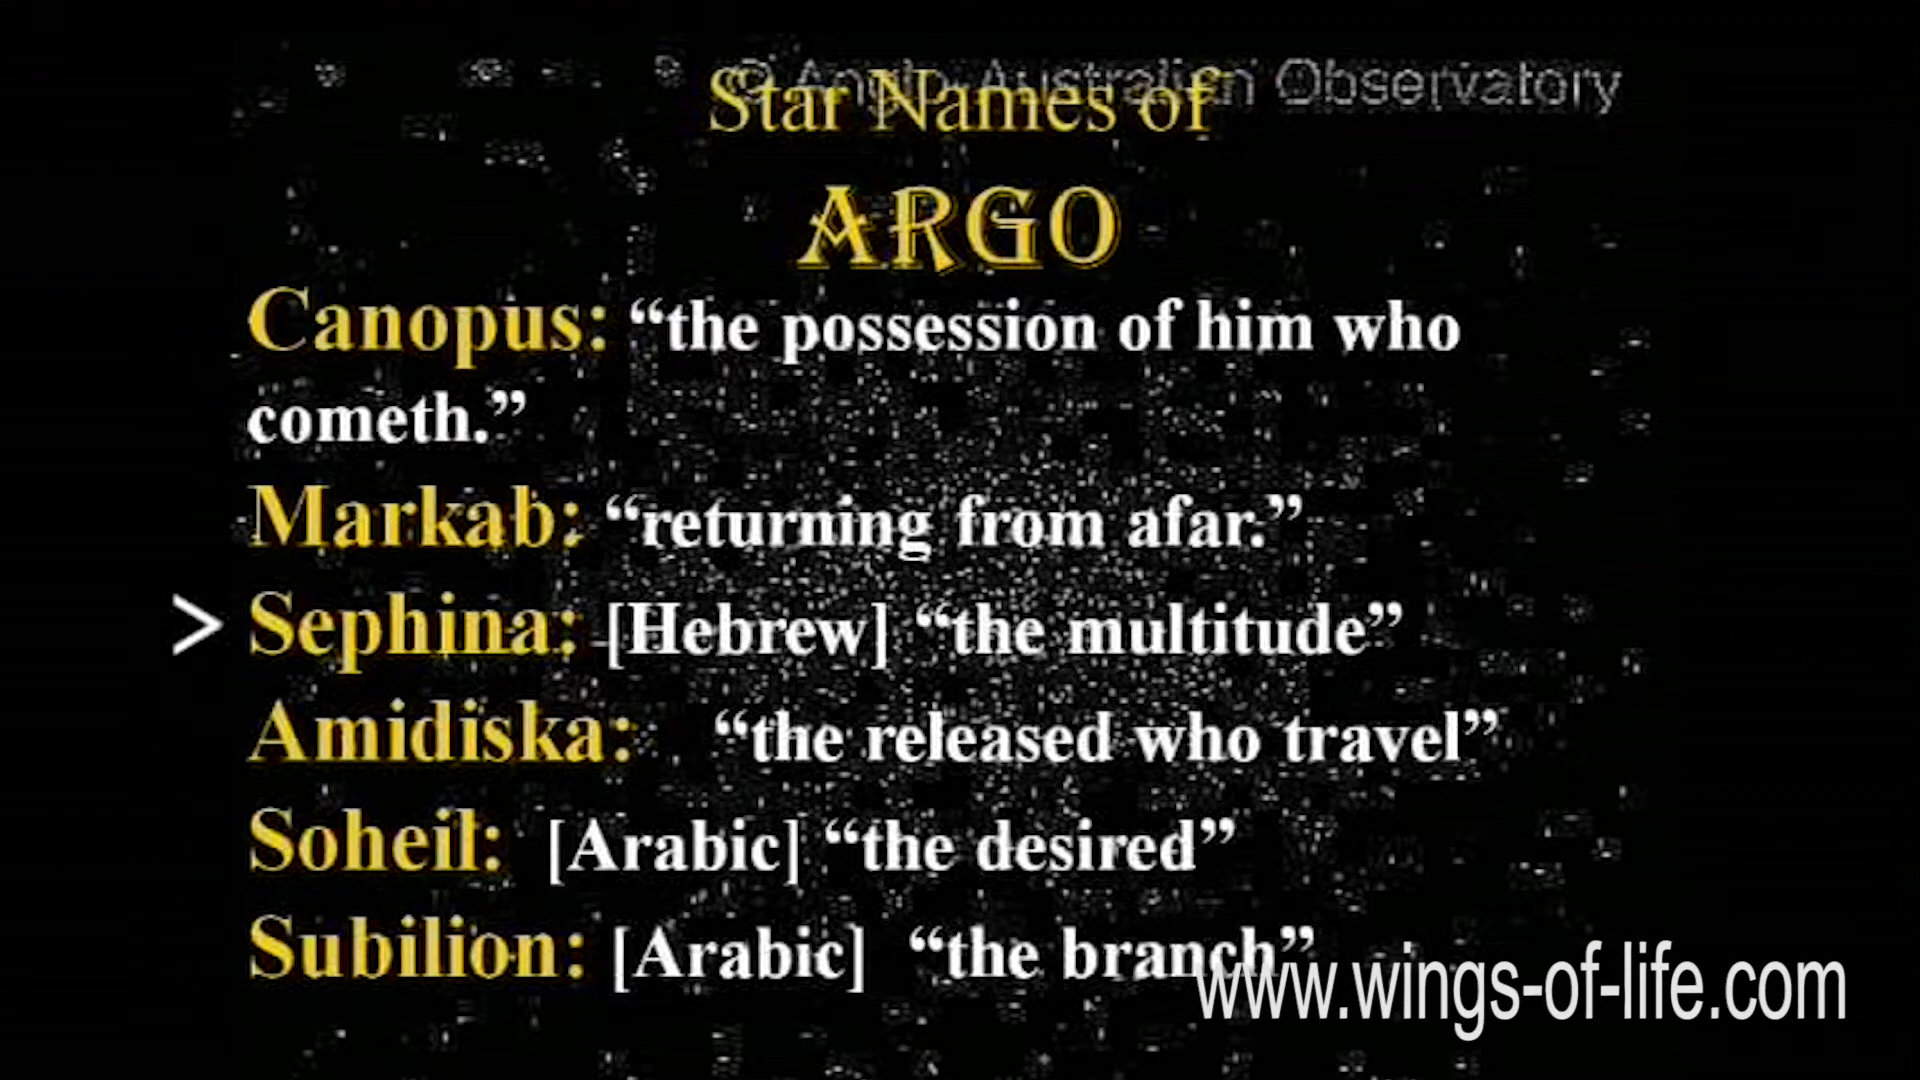 © Anglo-Australian Observatory
Star Names of
ARGO
Canopus: “the possession of him who
cometh.”
Markab: “returning from afar.”
> Sephina: [Hebrew] “the multitude”
Amidiska: “the released who travel”
Soheil: [Arabic] “the desired”
Subilion: [Arabic] “the branch”
www.wings-of-life.com